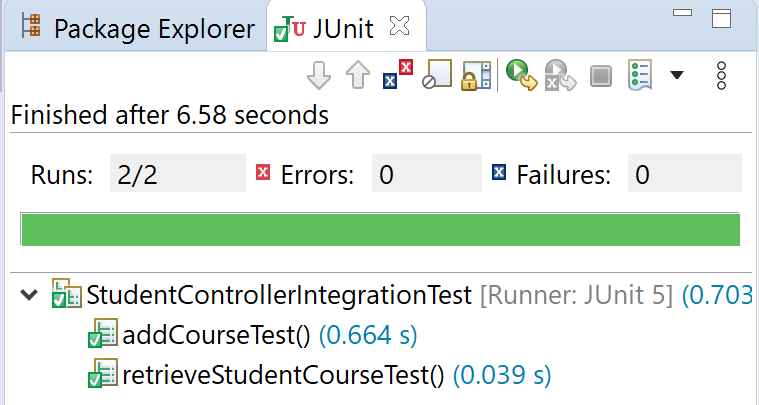 Package Explorer JUnit
Finished after 6.58 seconds
Runs: 2/2 Errors: 0 Failures: 0
StudentControllerIntegrationTest [Runner: JUnit 5] (0.703
addCourseTest() (0.664 s)
retrieveStudentCourseTest() (0.039 s)